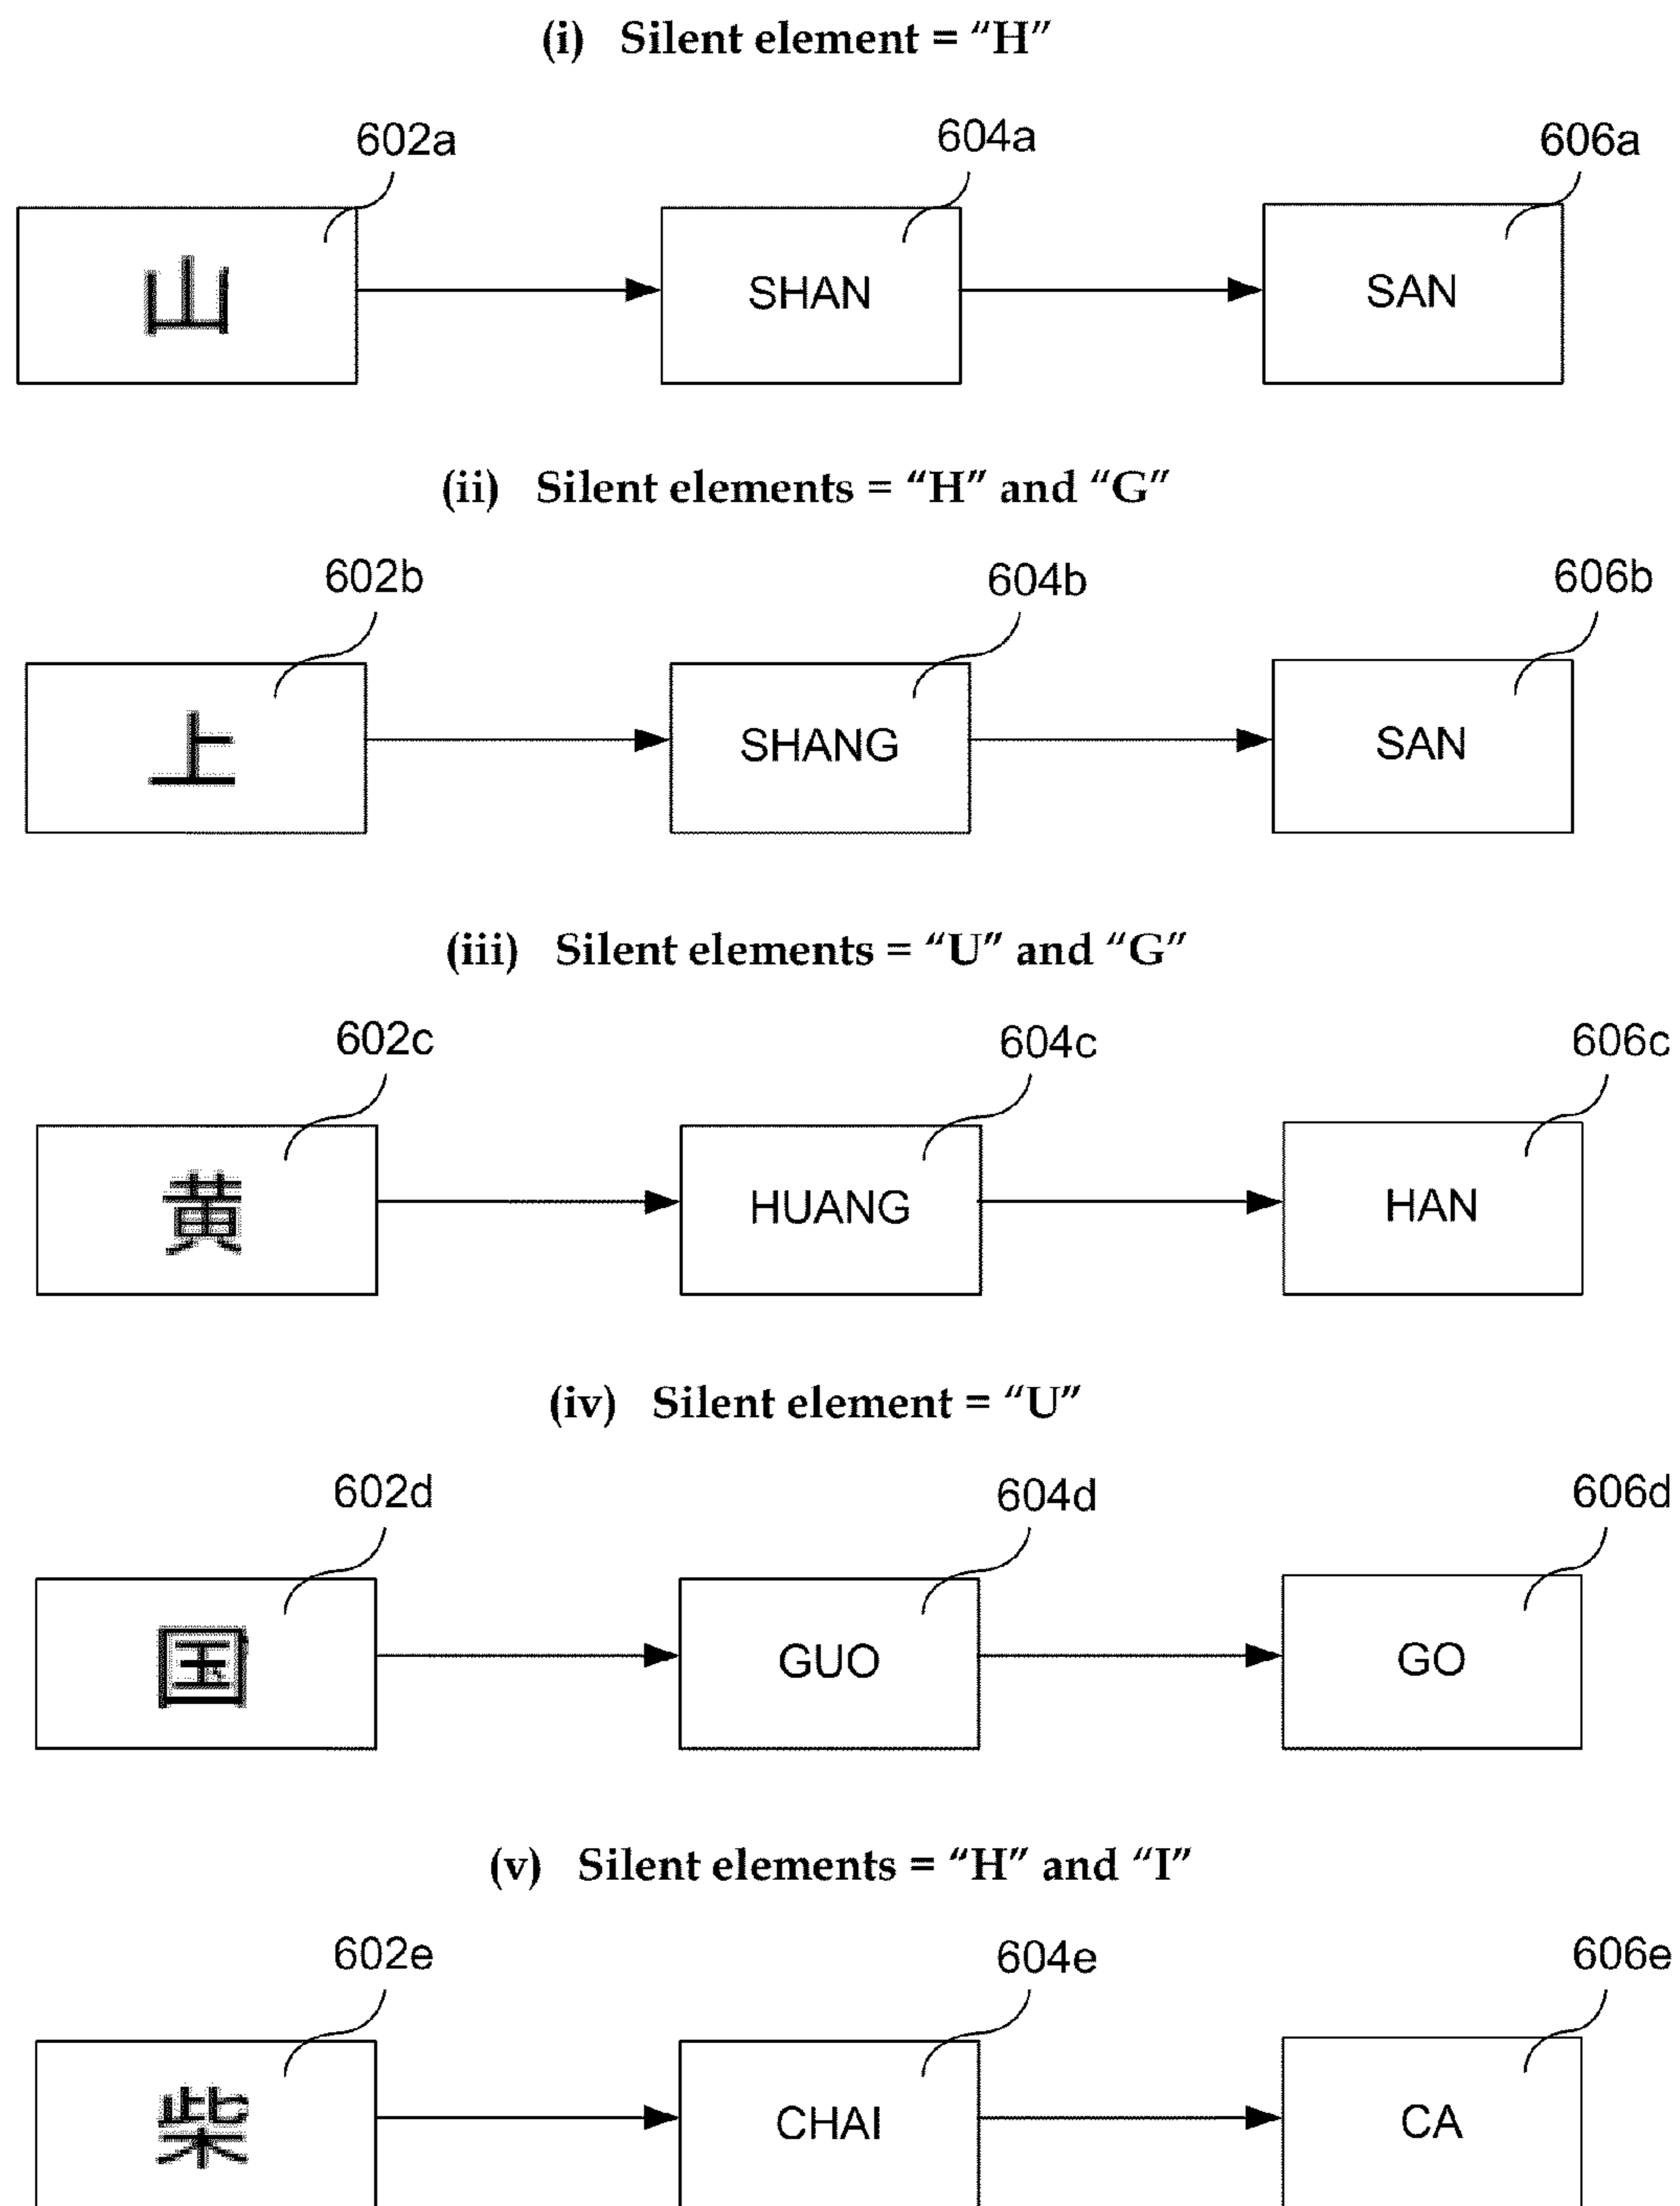 (i) Silent element = “H”
602a 604a 606a
山 SHAN SAN
(ii) Silent elements = “H” and “G”
602b 604b 606b
上 SHANG SAN
(iii) Silent elements = “U” and “G”
602c 604c 606c
黄 HUANG HAN
(iv) Silent element = “U”
602d 604d 606d
国 GUO GO
(v) Silent elements = “H” and “I”
602e 604e 606e
柴 CHAI CA